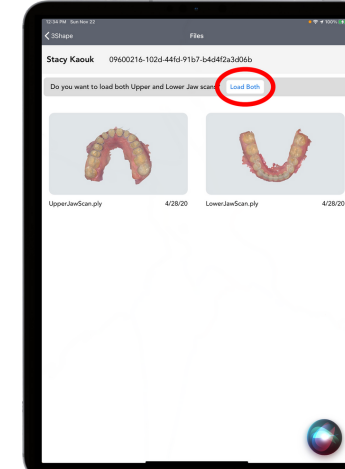 12:34 PM Sun Nov 22
100%
3Shape
Files
Stacy Kaouk 09600216-102d-44fd-91b7-b4d4f2a3d06b
Do you want to load both Upper and Lower Jaw scans
Load Both
UpperJawScan.ply 4/28/20
LowerJawScan.ply 4/28/20